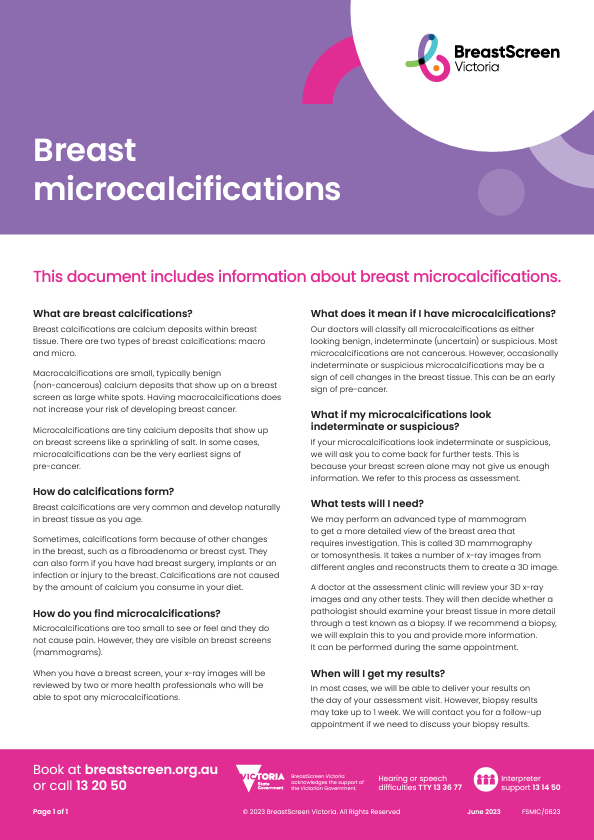 BreastScreen
Victoria
Breast
microcalcifications
This document includes information about breast microcalcifications.
What are breast calcifications?
Breast calcifications are calcium deposits within breast
tissue. There are two types of breast calcifications: macro
and micro.
Macrocalcifications are small, typically benign
(non-cancerous) calcium deposits that show up on a breast
screen as large white spots. Having macrocalcifications does
not increase your risk of developing breast cancer.
Microcalcifications are tiny calcium deposits that show up
on breast screens like a sprinkling of salt. In some cases,
microcalcifications can be the very earliest signs of
pre-cancer.
How do calcifications form?
Breast calcifications are very common and develop naturally
in breast tissue as you age.
Sometimes, calcifications form because of other changes
in the breast, such as a fibroadenoma or breast cyst. They
can also form if you have had breast surgery, implants or an
infection or injury to the breast. Calcifications are not caused
by the amount of calcium you consume in your diet.
How do you find microcalcifications?
Microcalcifications are too small to see or feel and they do
not cause pain. However, they are visible on breast screens
(mammograms).
When you have a breast screen, your x-ray images will be
reviewed by two or more health professionals who will be
able to spot any microcalcifications.
What does it mean if I have microcalcifications?
Our doctors will classify all microcalcifications as either
looking benign, indeterminate (uncertain) or suspicious. Most
microcalcifications are not cancerous. However, occasionally
indeterminate or suspicious microcalcifications may be a
sign of cell changes in the breast tissue. This can be an early
sign of pre-cancer.
What if my microcalcifications look
indeterminate or suspicious?
If your microcalcifications look indeterminate or suspicious,
we will ask you to come back for further tests. This is
because your breast screen alone may not give us enough
information. We refer to this process as assessment.
What tests will I need?
We may perform an advanced type of mammogram
to get a more detailed view of the breast area that
requires investigation. This is called 3D mammography
or tomosynthesis. It takes a number of x-ray images from
different angles and reconstructs them to create a 3D image.
A doctor at the assessment clinic will review your 3D x-ray
images and any other tests. They will then decide whether a
pathologist should examine your breast tissue in more detail
through a test known as a biopsy. If we recommend a biopsy,
we will explain this to you and provide more information.
It can be performed during the same appointment.
When will I get my results?
In most cases, we will be able to deliver your results on
the day of your assessment visit. However, biopsy results
may take up to 1 week. We will contact you for a follow-up
appointment if we need to discuss your biopsy results.
Book at breastscreen.org.au
or call 13 20 50
VICTORIA
State
Government
BreastScreen Victoria
acknowledges the support of
the Victorian Government.
Hearing or speech
difficulties TTY 13 36 77
Interpreter
support 13 14 50
Page 1 of 1
© 2023 BreastScreen Victoria. All Rights Reserved
June 2023
FSMIC/0623